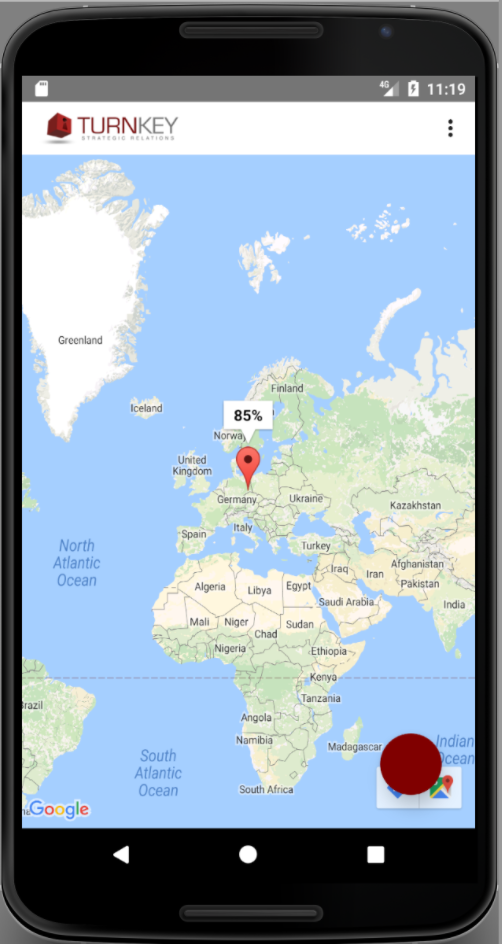 4G 11:19
TURNKEY
STRATEGIC RELATIONS
Greenland
Finland
Iceland
85%
Norwa
United
Kingdom
Germany
Ukraine
Kazakhstan
Italy
Spain
Turkey
North
Atlantic
Ocean
Iraq
Iran
Afghanistan
Pakistan
Algeria
Libya
Egypt
Saudi Arabia
India
Mali
Niger
Chad
Sudan
Nigeria
Ethiopia
Kenya
razil
Tanzania
Angola
Namibia
Madagascar
Indian
Ocean
South
Atlantic
Ocean
South Africa
Google